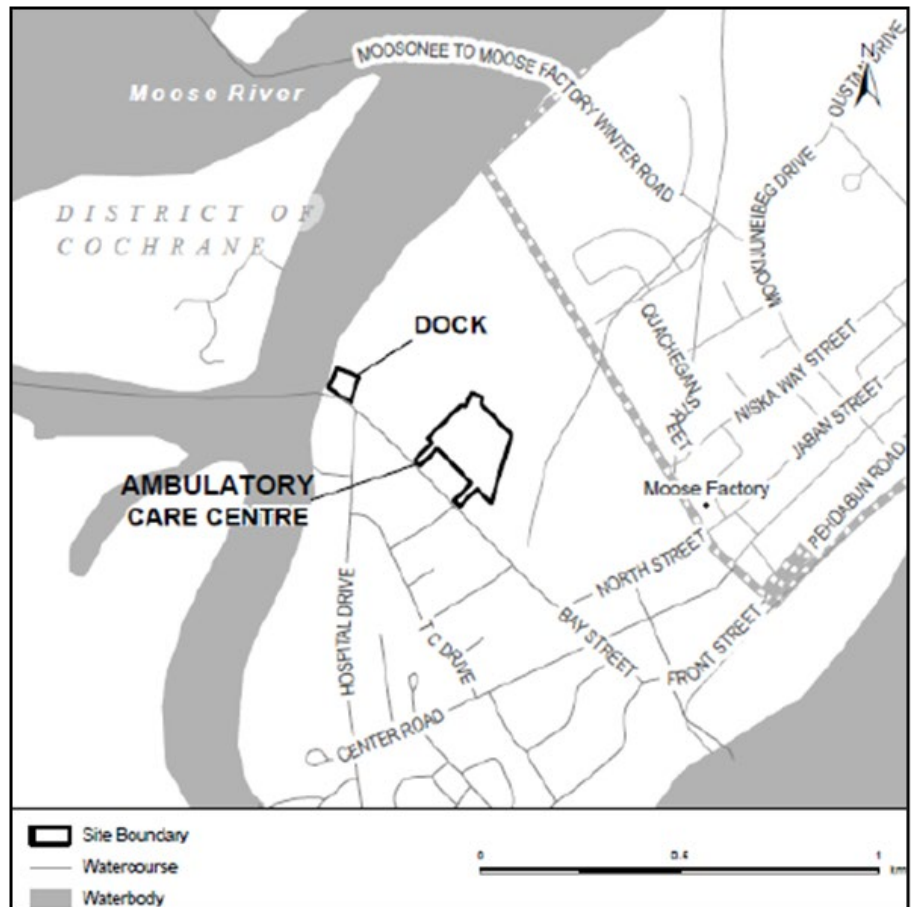 MOOSONEE TO MOOSE FACTORY WINTER ROAD
N
OUSTAN DRIVE
Moose River
MOOKIJUNEIBEG DRIVE
DISTRICT OF
COCHRANE
DOCK
QUACHEGAN STREET
NISKA WAY STREET
JABAN STREET
AMBULATORY
CARE CENTRE
Moose Factory
PEHDABUN ROAD
NORTH STREET
HOSPITAL DRIVE
T C DRIVE
BAY STREET
FRONT STREET
CENTER ROAD
Site Boundary
Watercourse
Waterbody
0 0.5 1
km